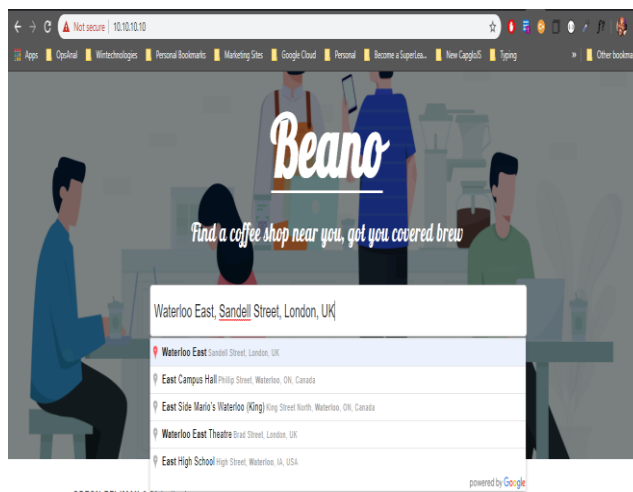 Not secure | 10.10.10.10
Apps OpsAnal Wintechnologies Personal Bookmarks Marketing Sites Google Cloud Personal Become a SuperLea... New CapgloJS Typing » Other bookma
Beano
Find a coffee shop near you, got you covered brew
Waterloo East, Sandell Street, London, UK
Waterloo East Sandell Street, London, UK
East Campus Hall Phillip Street, Waterloo, ON, Canada
East Side Mario's Waterloo (King) King Street North, Waterloo, ON, Canada
Waterloo East Theatre Brad Street, London, UK
East High School High Street, Waterloo, IA, USA
powered by Google